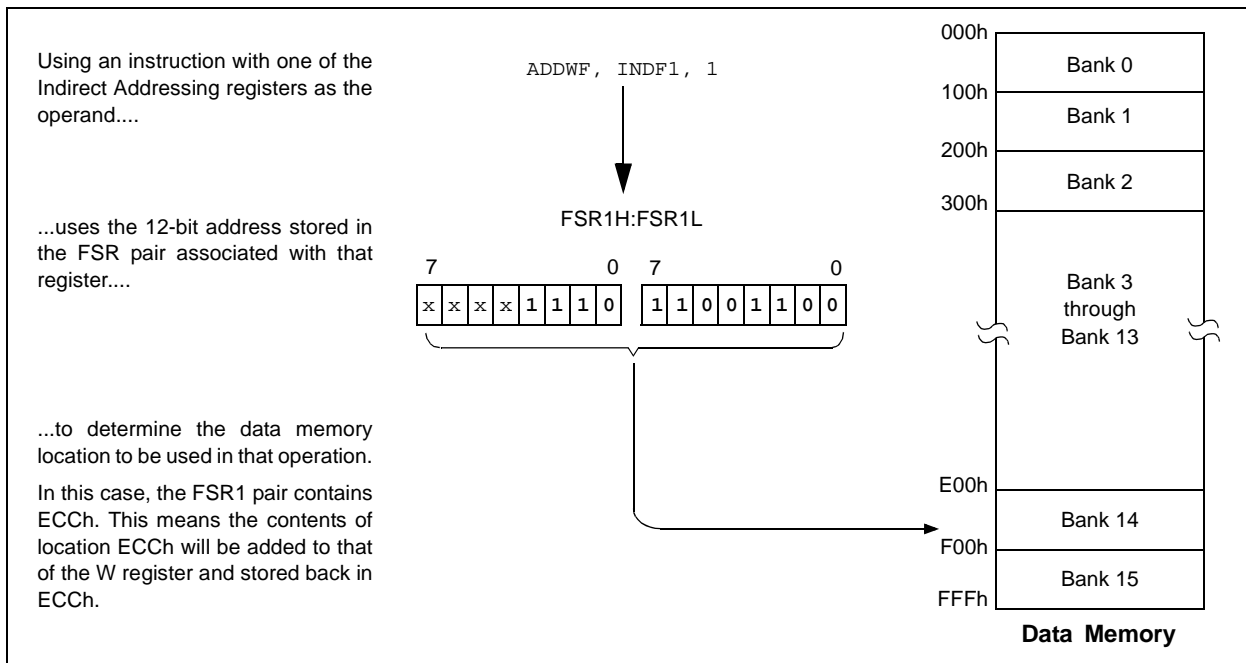 Using an instruction with one of the
Indirect Addressing registers as the
operand....
ADDWF, INDF1, 1
...uses the 12-bit address stored in
the FSR pair associated with that
register....
FSR1H:FSR1L
7 0 7 0
x x x x 1 1 1 0 1 1 0 0 1 1 0 0
...to determine the data memory
location to be used in that operation.
In this case, the FSR1 pair contains
ECCh. This means the contents of
location ECCh will be added to that
of the W register and stored back in
ECCh.
000h
Bank 0
100h
Bank 1
200h
Bank 2
300h
Bank 3
through
Bank 13
E00h
Bank 14
F00h
Bank 15
FFFh
Data Memory